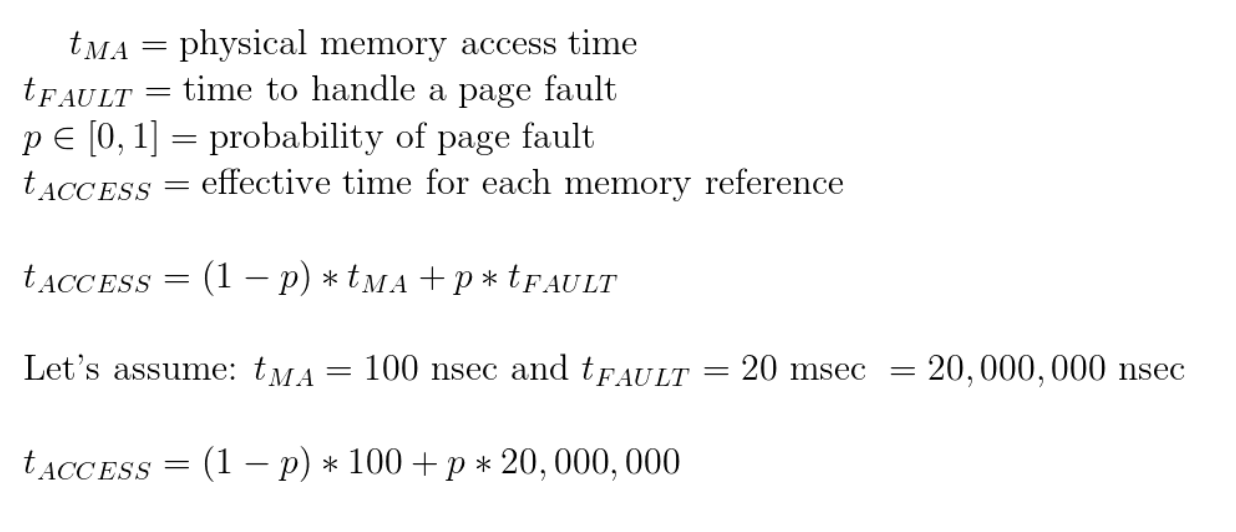 t_{MA} = physical memory access time
t_{FAULT} = time to handle a page fault
p ∈ [0, 1] = probability of page fault
t_{ACCESS} = effective time for each memory reference
t_{ACCESS} = (1 − p) ∗ t_{MA} + p ∗ t_{FAULT}
Let's assume: t_{MA} = 100 nsec and t_{FAULT} = 20 msec = 20,000,000 nsec
t_{ACCESS} = (1 − p) ∗ 100 + p ∗ 20,000,000